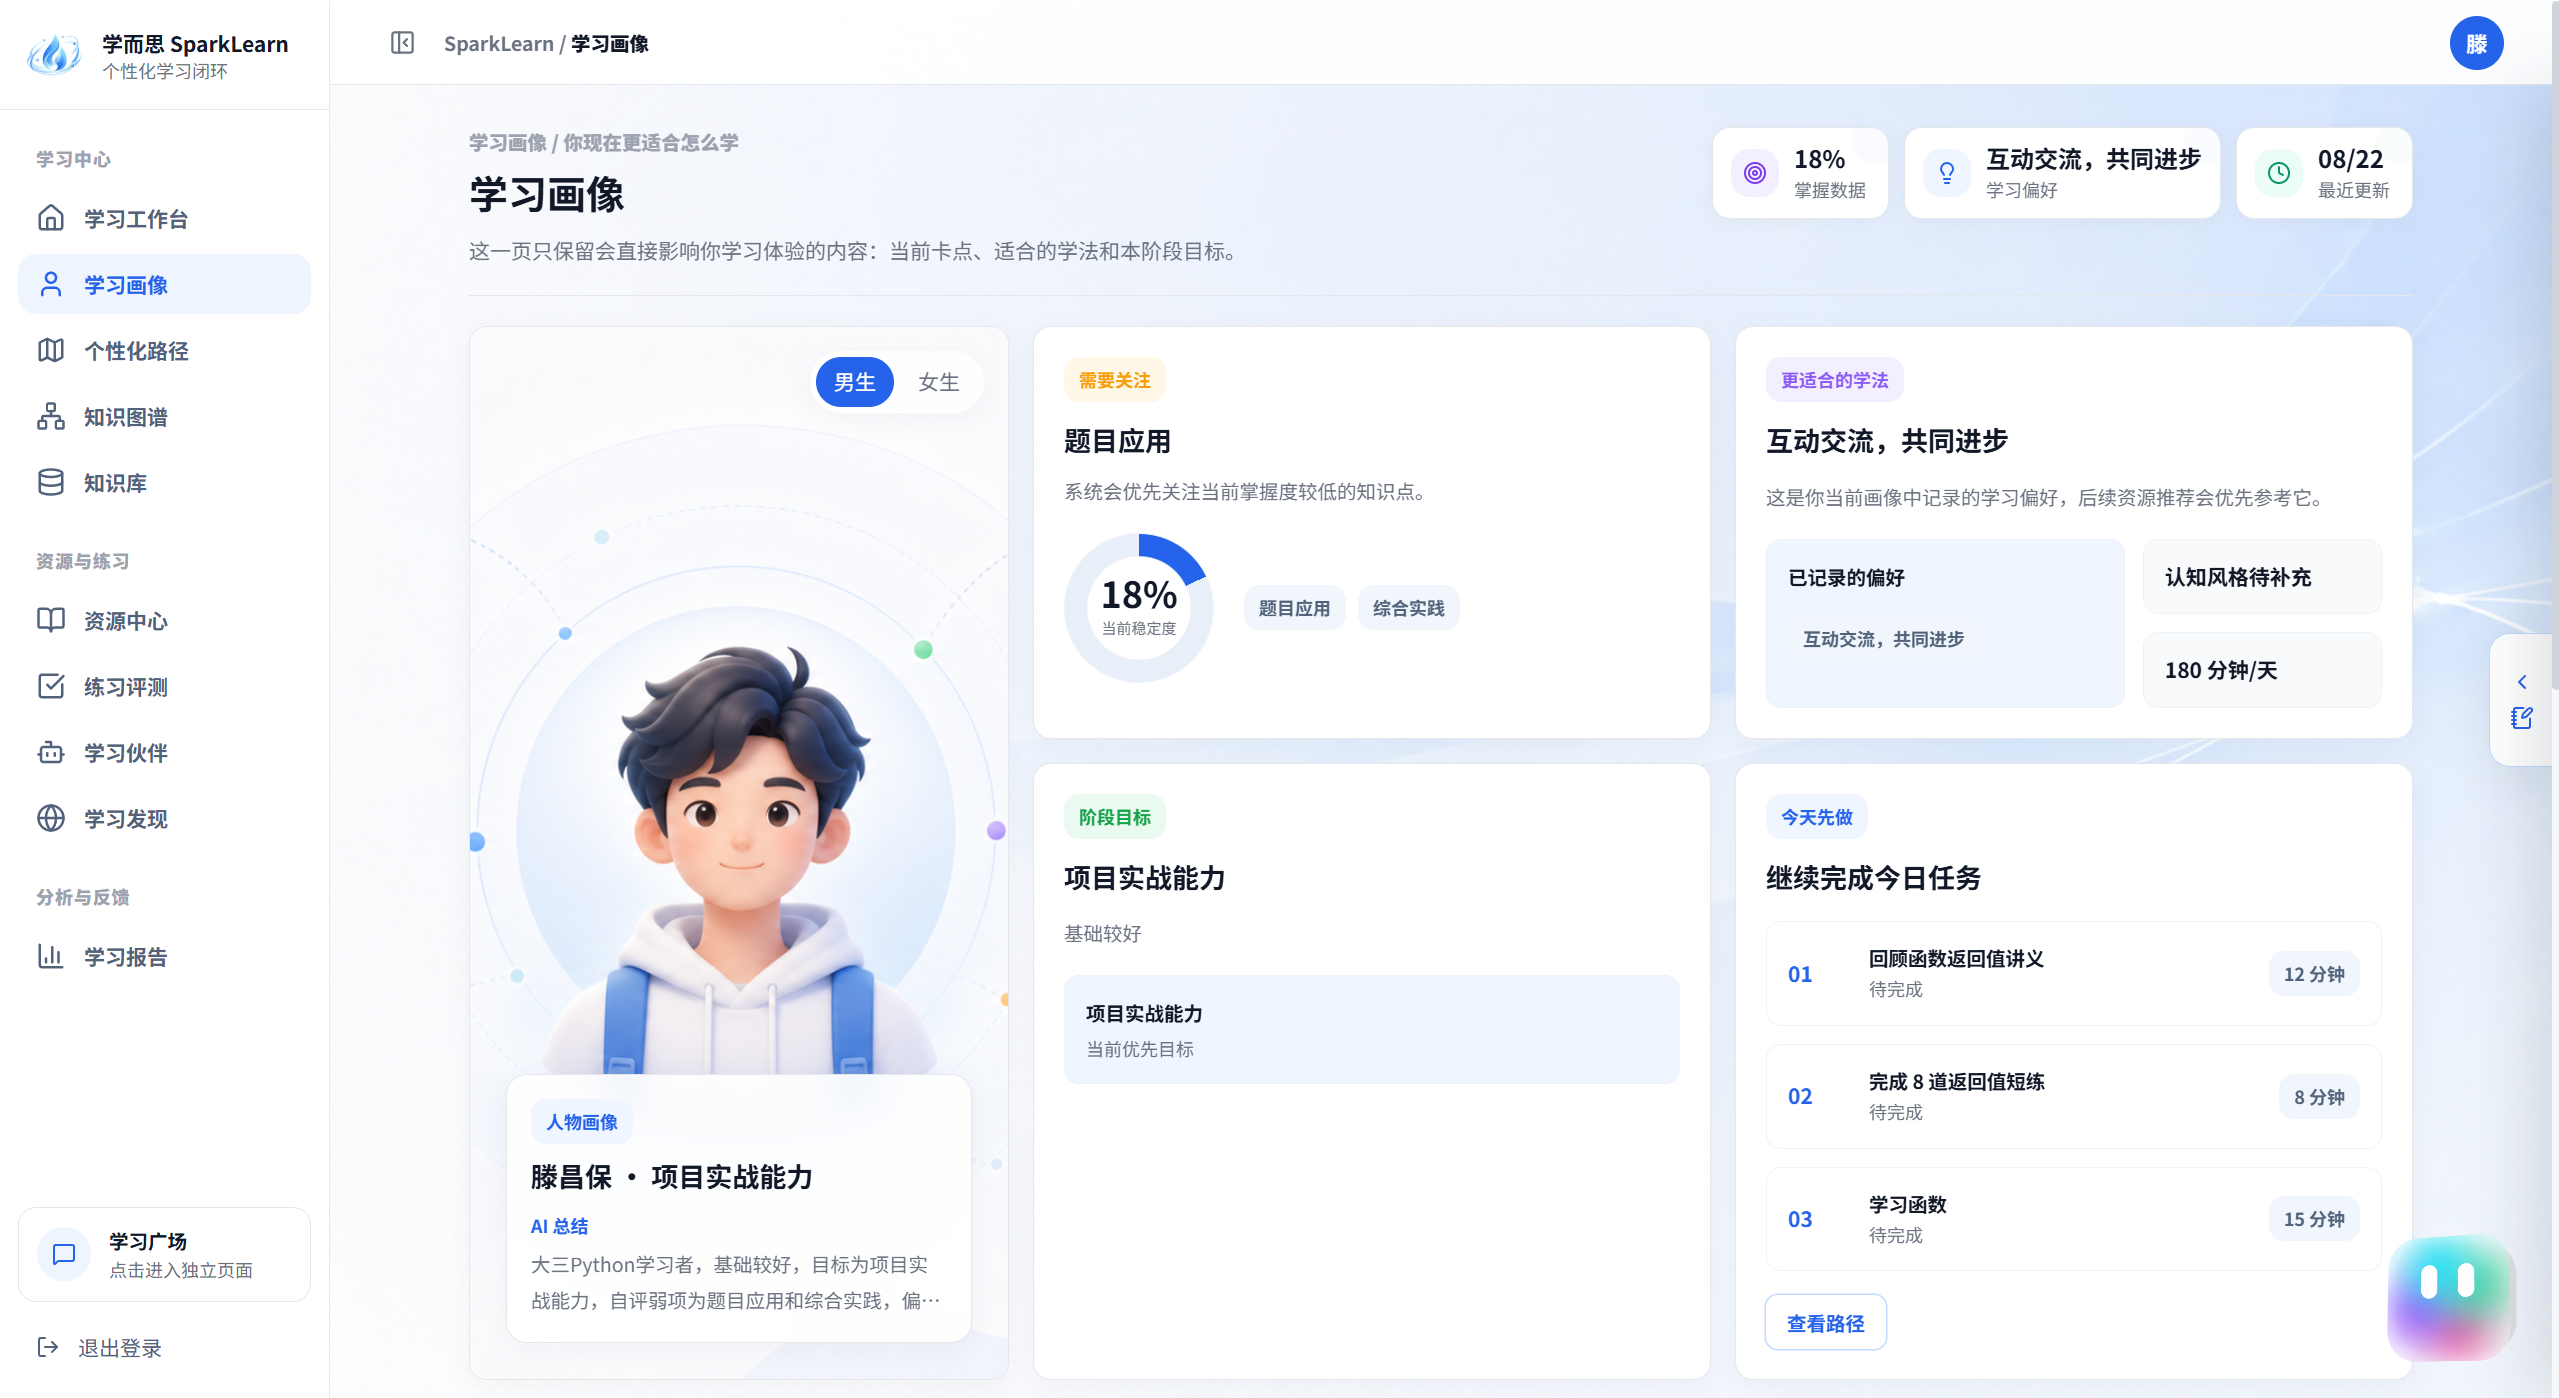 学而思 SparkLearn
个性化学习闭环
学习中心
学习工作台
学习画像
个性化路径
知识图谱
知识库
资源与练习
资源中心
练习评测
学习伙伴
学习发现
分析与反馈
学习报告
学习广场
点击进入独立页面
退出登录
SparkLearn / 学习画像
滕
学习画像 / 你现在更适合怎么学
学习画像
这一页只保留会直接影响你学习体验的内容：当前卡点、适合的学法和本阶段目标。
18%
掌握数据
互动交流，共同进步
学习偏好
08/22
最近更新
男生
女生
人物画像
滕昌保 · 项目实战能力
AI 总结
大三Python学习者，基础较好，目标为项目实
战能力，自评弱项为题目应用和综合实践，偏…
需要关注
题目应用
系统会优先关注当前掌握度较低的知识点。
18%
当前稳定度
题目应用
综合实践
更适合的学法
互动交流，共同进步
这是你当前画像中记录的学习偏好，后续资源推荐会优先参考它。
已记录的偏好
互动交流，共同进步
认知风格待补充
180 分钟/天
阶段目标
项目实战能力
基础较好
项目实战能力
当前优先目标
今天先做
继续完成今日任务
01
回顾函数返回值讲义
待完成
12 分钟
02
完成 8 道返回值短练
待完成
8 分钟
03
学习函数
待完成
15 分钟
查看路径